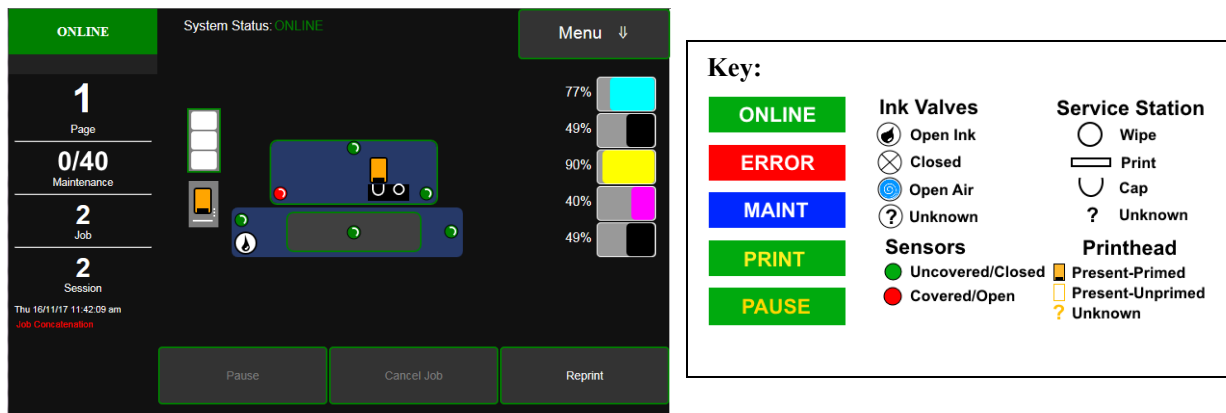 ONLINE
System Status: ONLINE
Menu ⇓
1
Page
0/40
Maintenance
2
Job
2
Session
Thu 16/11/17 11:42:09 am
Job Concatenation
77%
49%
90%
40%
49%
Pause
Cancel Job
Reprint
Key:
ONLINE
ERROR
MAINT
PRINT
PAUSE
Ink Valves
Open Ink
Closed
Open Air
? Unknown
Sensors
Uncovered/Closed
Covered/Open
Service Station
Wipe
Print
Cap
? Unknown
Printhead
Present-Primed
Present-Unprimed
? Unknown